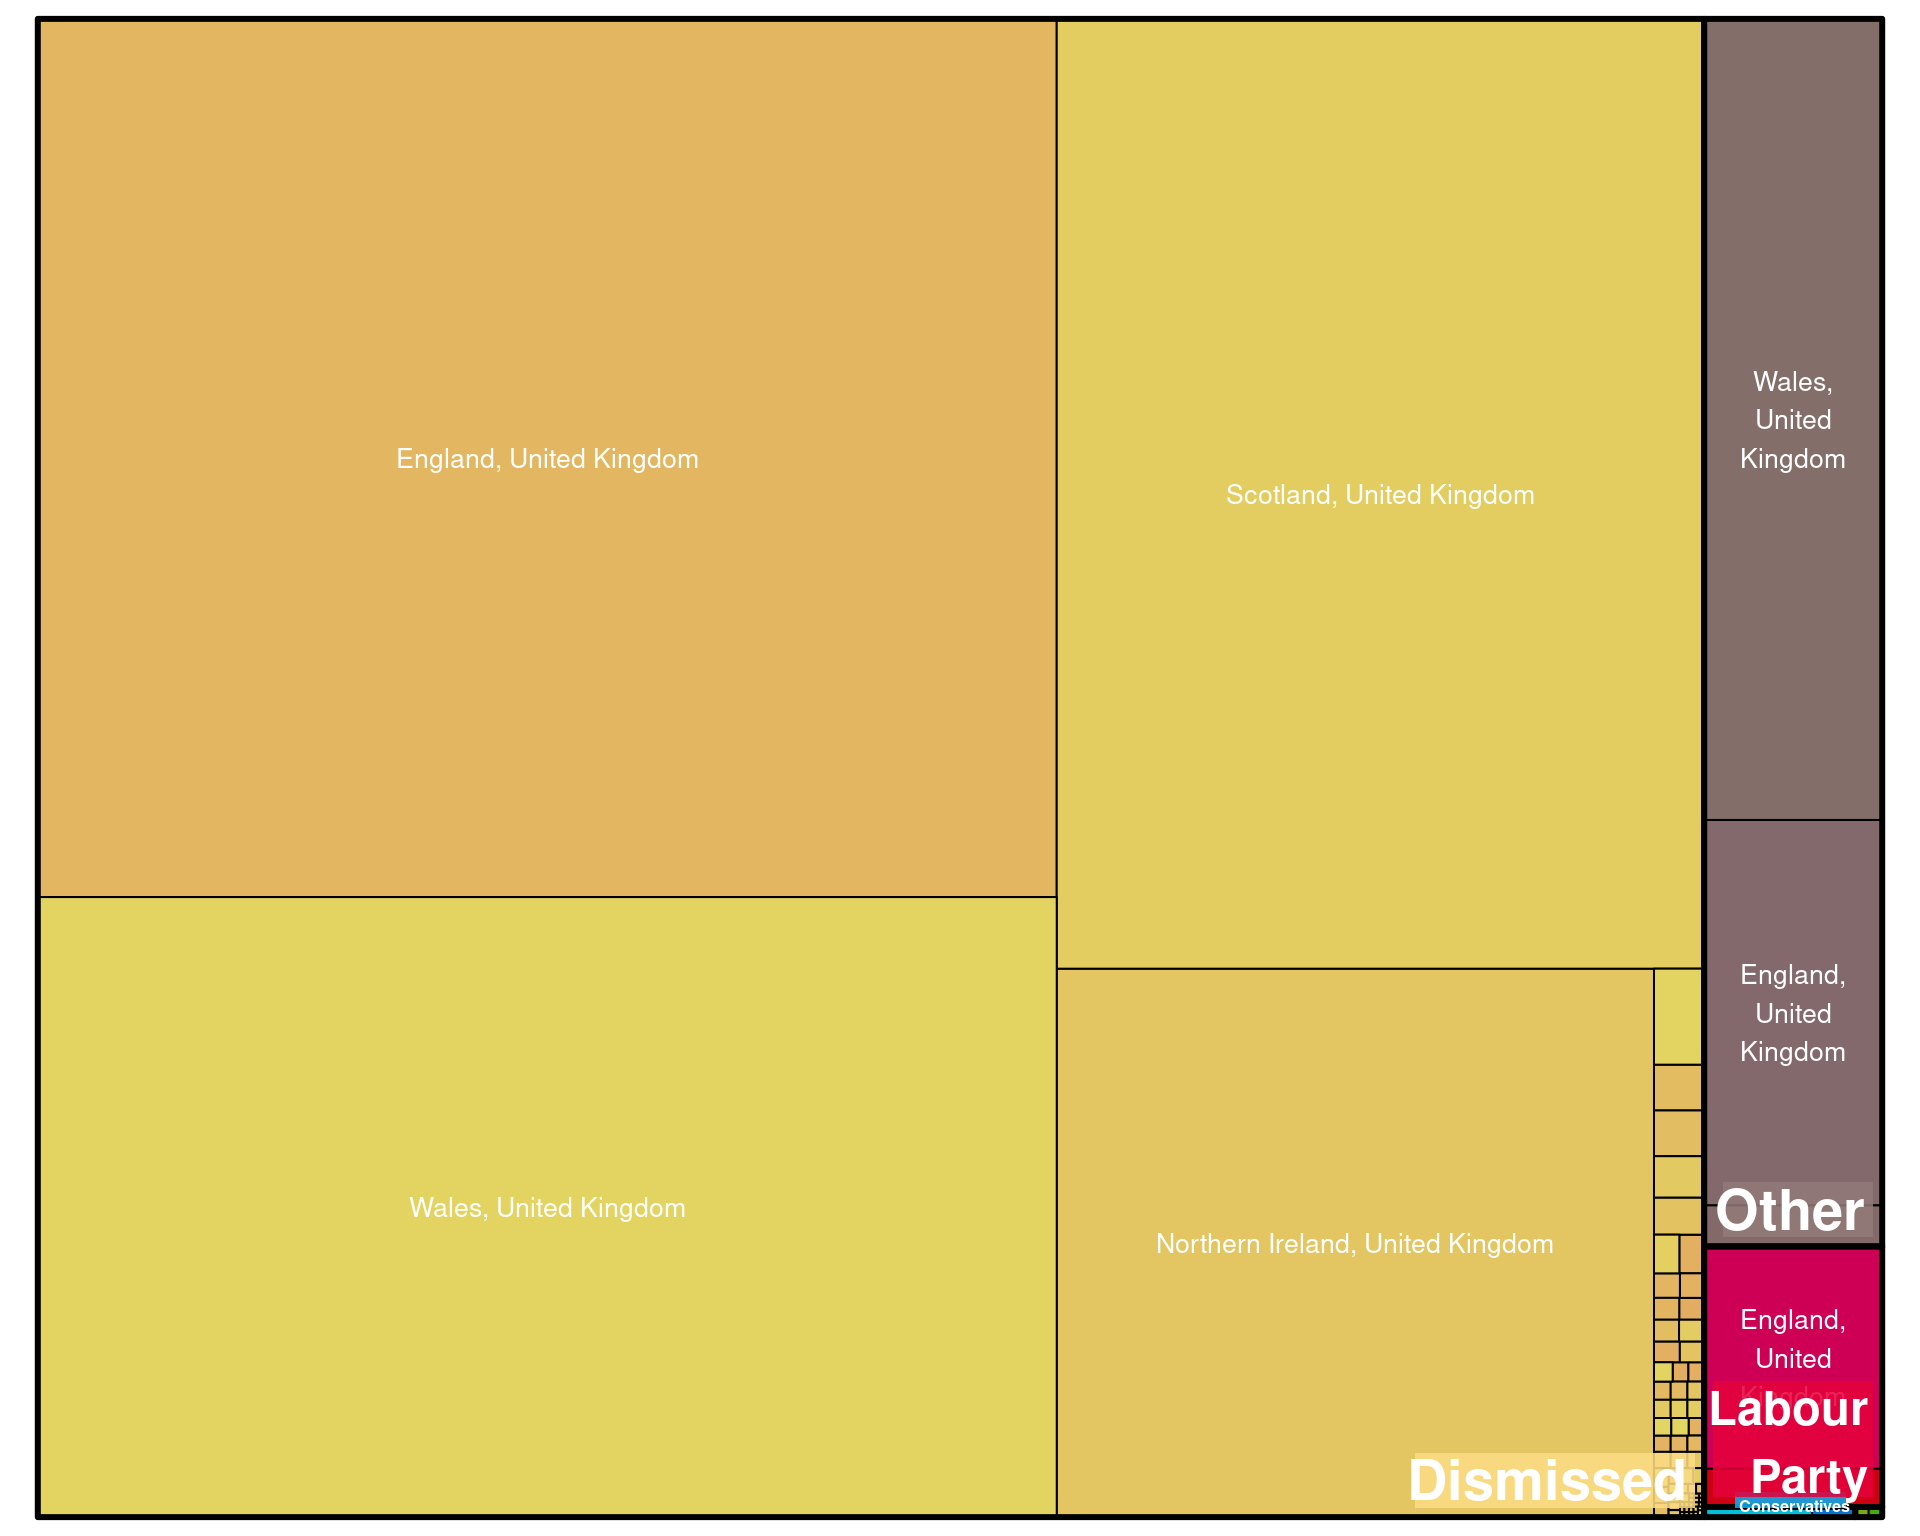 England, United Kingdom
Scotland, United Kingdom
Wales, United Kingdom
Northern Ireland, United Kingdom
Dismissed
Wales,
United
Kingdom
England,
United
Kingdom
Other
England,
United
Kingdom
Labour
Party
Conservatives